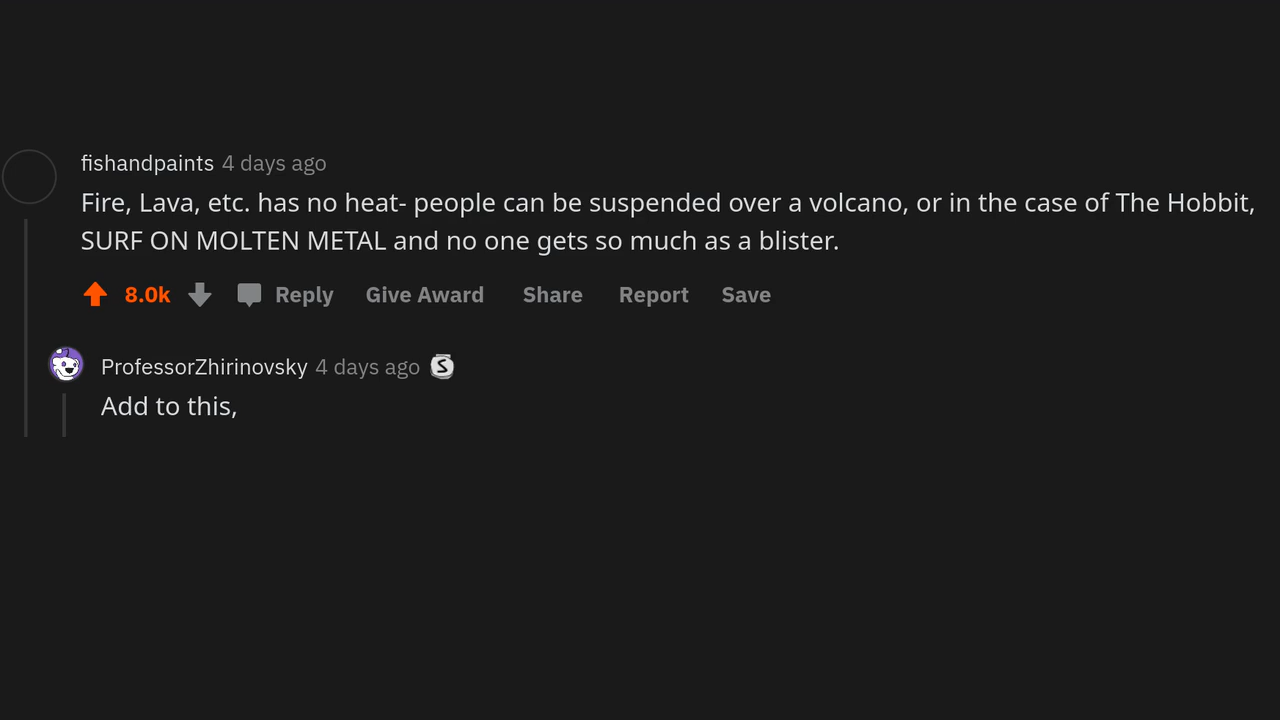 fishandpaints 4 days ago
Fire, Lava, etc. has no heat- people can be suspended over a volcano, or in the case of The Hobbit,
SURF ON MOLTEN METAL and no one gets so much as a blister.
8.0k Reply Give Award Share Report Save
ProfessorZhirinovsky 4 days ago S
Add to this,